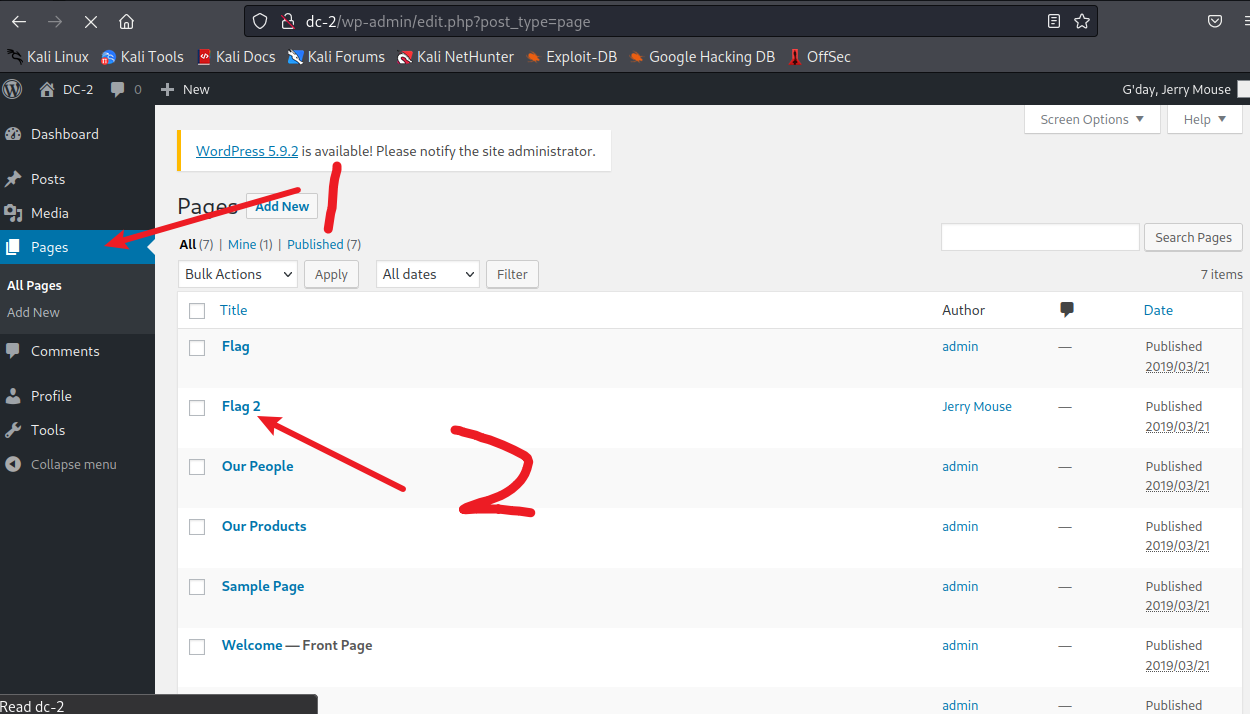 dc-2/wp-admin/edit.php?post_type=page
Kali Linux Kali Tools Kali Docs Kali Forums Kali NetHunter Exploit-DB Google Hacking DB OffSec
DC-2 0 + New G'day, Jerry Mouse
Screen Options Help
Dashboard
WordPress 5.9.2 is available! Please notify the site administrator.
Posts
Media
Pages
All Pages
Add New
Comments
Profile
Tools
Collapse menu
Pages Add New
1
All (7) | Mine (1) | Published (7)
Search Pages
Bulk Actions Apply All dates Filter 7 items
Title Author Date
Flag admin — Published
2019/03/21
Flag 2 Jerry Mouse — Published
2019/03/21
2
Our People admin — Published
2019/03/21
Our Products admin — Published
2019/03/21
Sample Page admin — Published
2019/03/21
Welcome — Front Page admin — Published
2019/03/21
admin — Published
Read dc-2